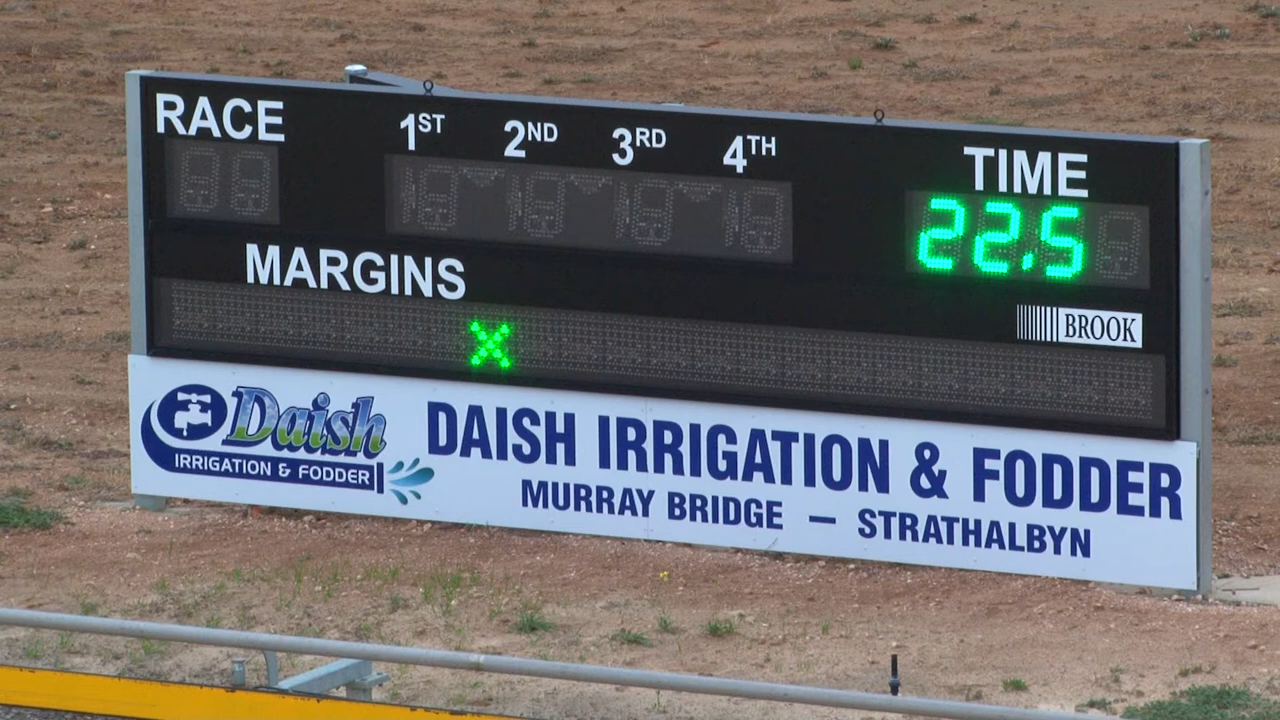 RACE 1ST 2ND 3RD 4TH TIME
22.5
MARGINS
BROOK
X
Daish
IRRIGATION & FODDER
DAISH IRRIGATION & FODDER
MURRAY BRIDGE — STRATHALBYN